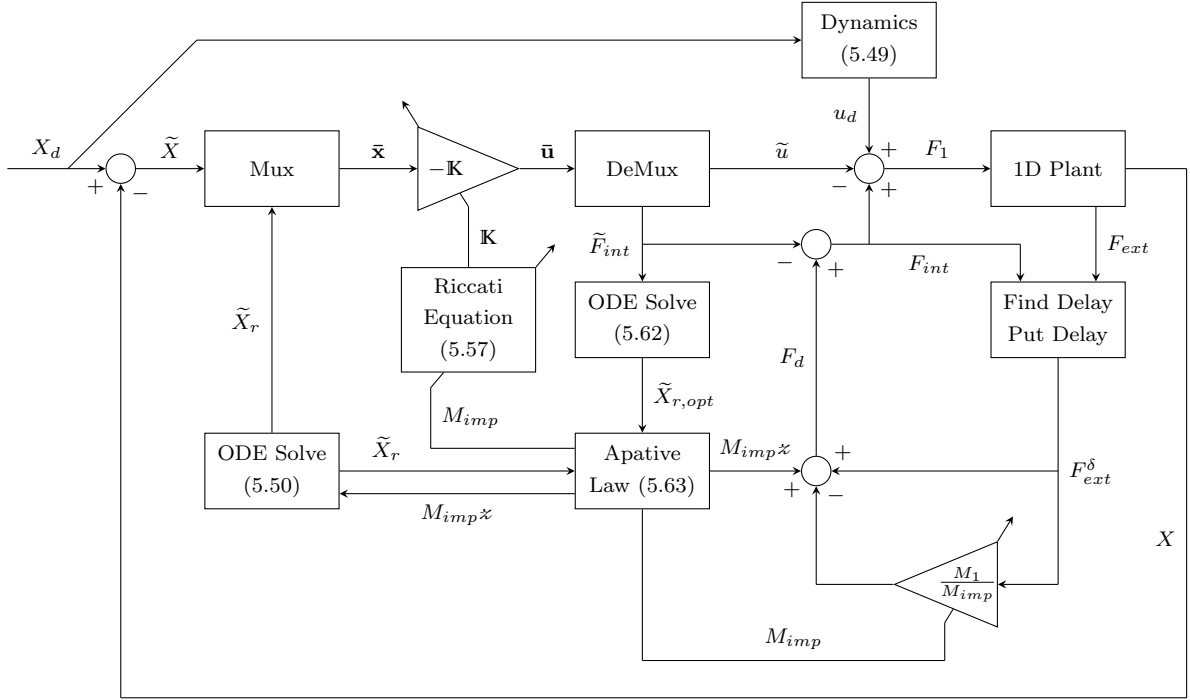 Dynamics
(5.49)
X_d
+
−
X̃
Mux
x̄
−𝕂
ū
DeMux
ũ
u_d
+
−
+
F_1
1D Plant
𝕂
F̃_int
−
+
F_int
F_ext
Riccati
Equation
(5.57)
ODE Solve
(5.62)
Find Delay
Put Delay
X̃_r
F_d
X̃_r,opt
M_imp
ODE Solve
(5.50)
X̃_r
M_imp
Apative
Law (5.63)
M_imp
+
+
−
F^δ_ext
X
M_1
M_imp
M_imp